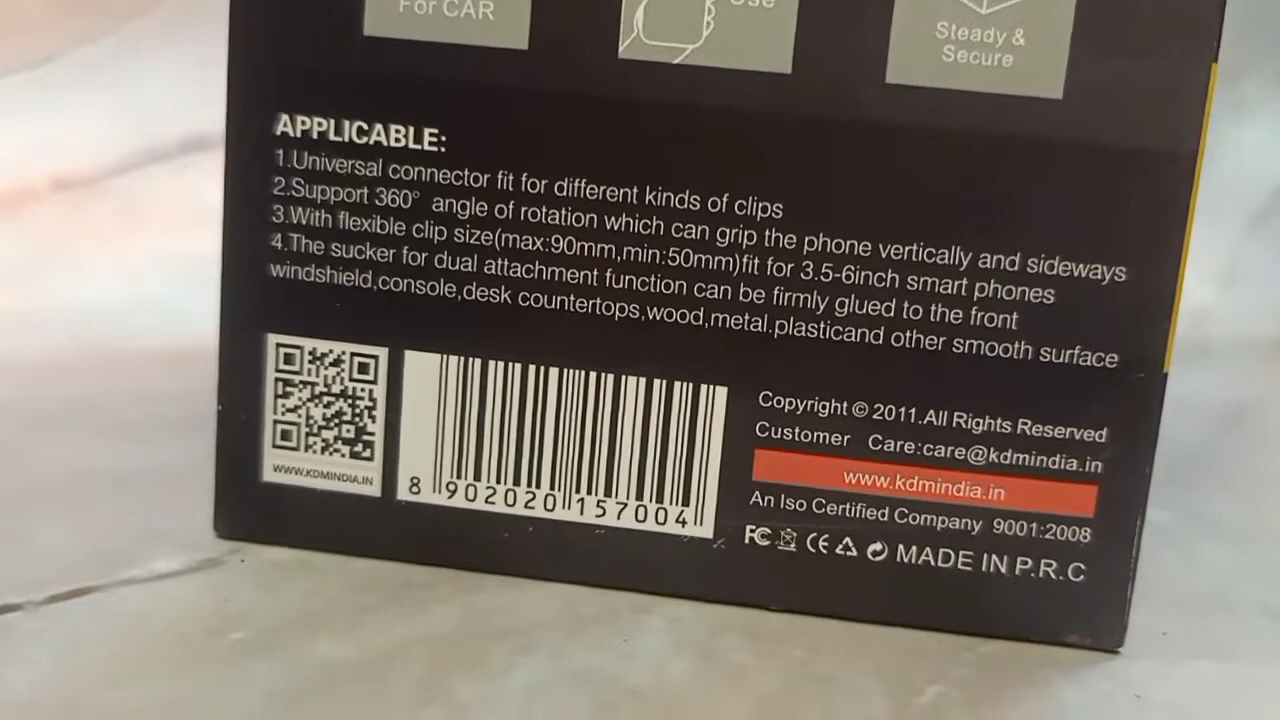 For CAR
Use
Steady &
Secure
APPLICABLE:
1.Universal connector fit for different kinds of clips
2.Support 360° angle of rotation which can grip the phone vertically and sideways
3.With flexible clip size(max:90mm,min:50mm)fit for 3.5-6inch smart phones
4.The sucker for dual attachment function can be firmly glued to the front
windshield,console,desk countertops,wood,metal.plasticand other smooth surface
WWW.KDMINDIA.IN
8 902020 157004
Copyright © 2011.All Rights Reserved
Customer Care:care@kdmindia.in
www.kdmindia.in
An Iso Certified Company 9001:2008
FC CE MADE IN P.R.C